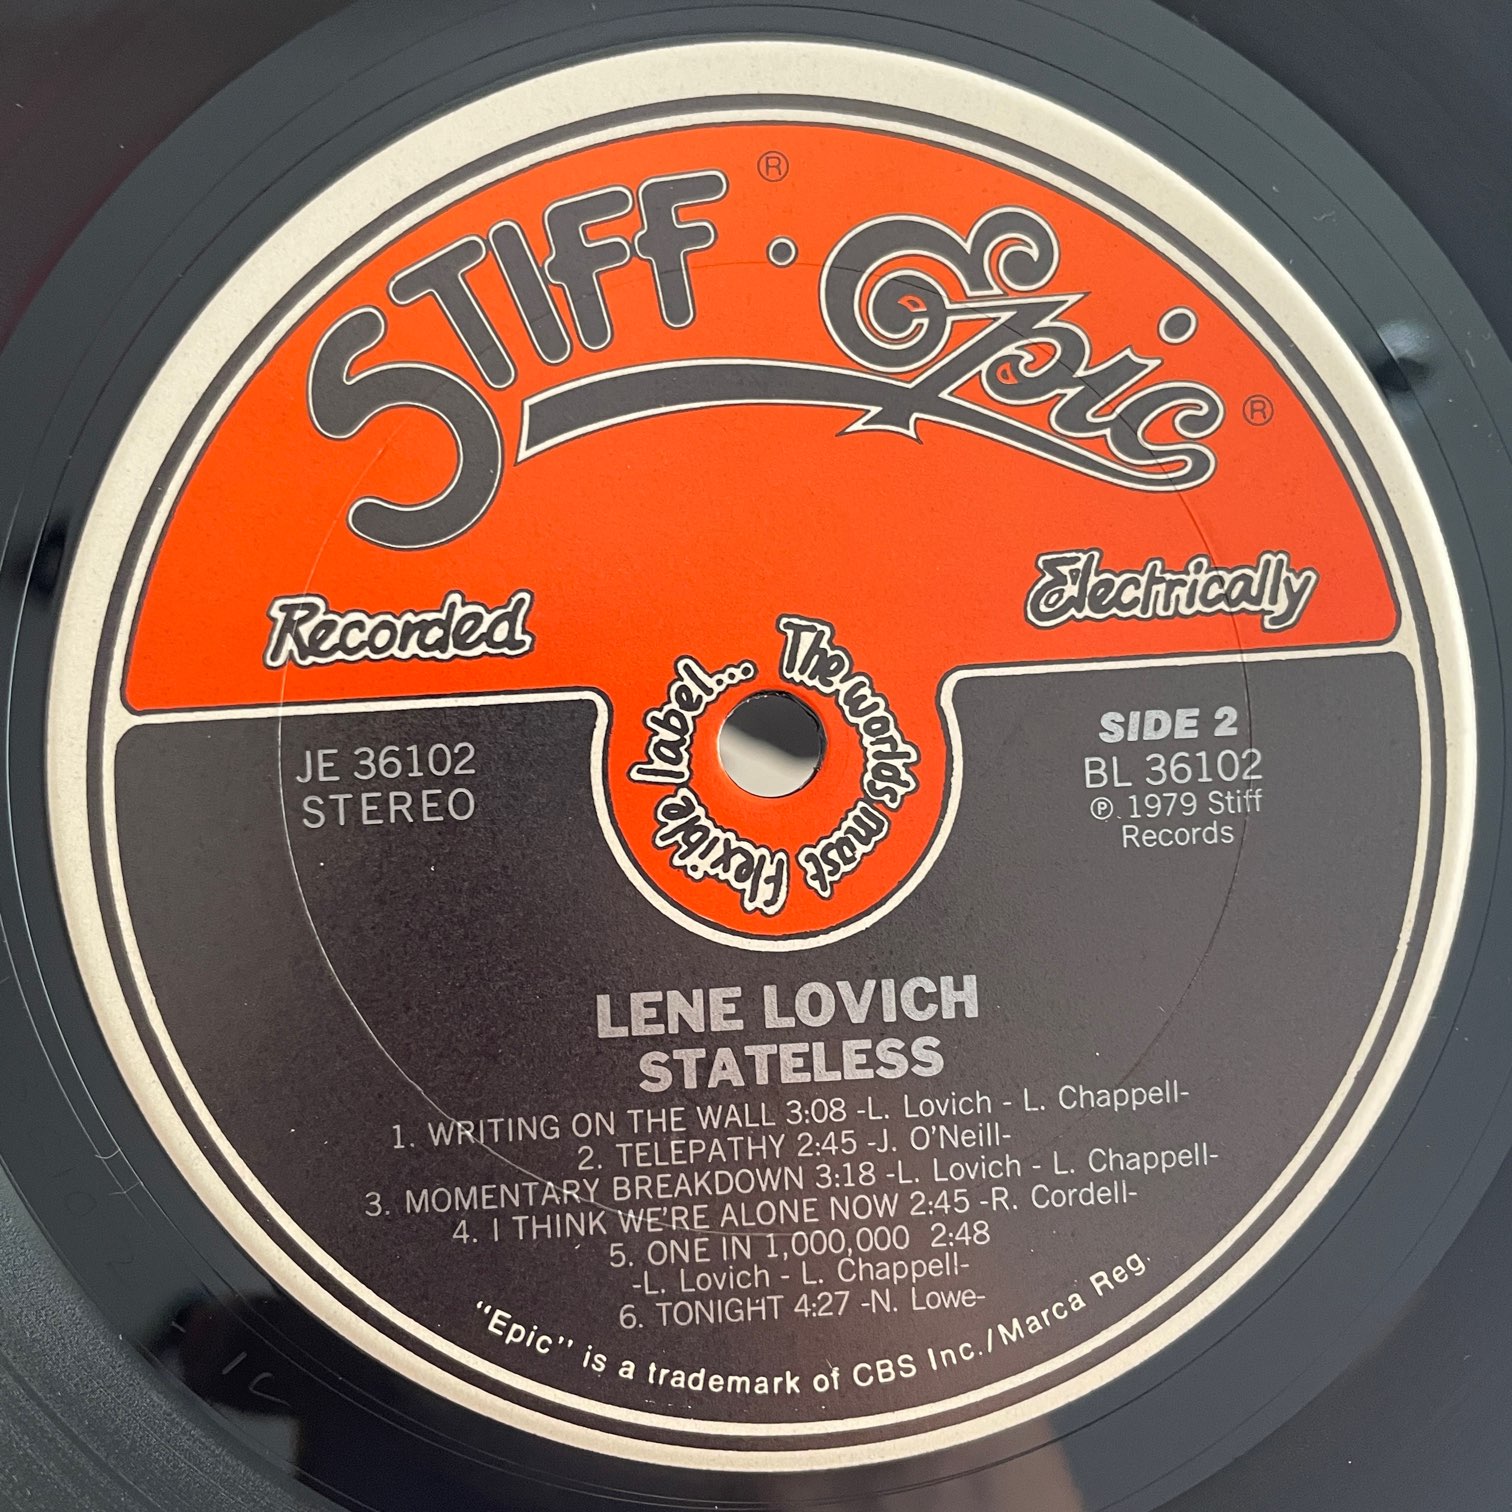 STIFF ® · Epic ®
Recorded
Electrically
The worlds most flexible label...
JE 36102
STEREO
SIDE 2
BL 36102
℗ 1979 Stiff
Records
LENE LOVICH
STATELESS
1. WRITING ON THE WALL 3:08 -L. Lovich - L. Chappell-
2. TELEPATHY 2:45 -J. O'Neill-
3. MOMENTARY BREAKDOWN 3:18 -L. Lovich - L. Chappell-
4. I THINK WE'RE ALONE NOW 2:45 -R. Cordell-
5. ONE IN 1,000,000 2:48
-L. Lovich - L. Chappell-
6. TONIGHT 4:27 -N. Lowe-
"Epic" is a trademark of CBS Inc./Marca Reg.